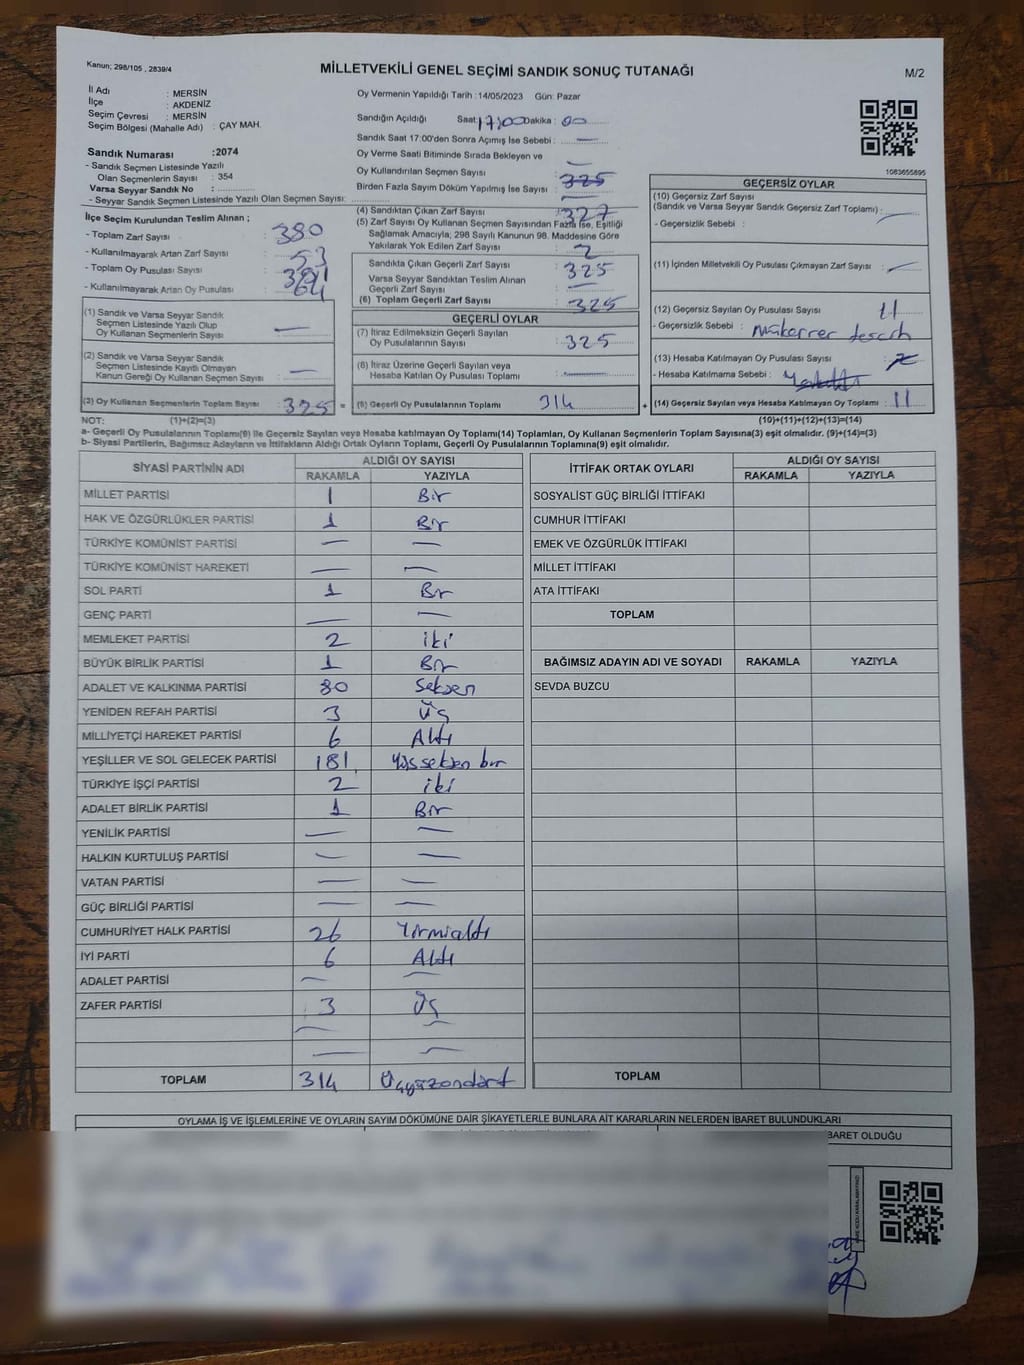 Kanun; 298/105 , 2839/4
MİLLETVEKİLİ GENEL SEÇİMİ SANDIK SONUÇ TUTANAĞI
M/2
İl Adı : MERSİN
İlçe : AKDENİZ
Seçim Çevresi : MERSİN
Seçim Bölgesi (Mahalle Adı) : ÇAY MAH.
Sandık Numarası :2074
- Sandık Seçmen Listesinde Yazılı
Olan Seçmenlerin Sayısı : 354
Varsa Seyyar Sandık No :
- Seyyar Sandık Seçmen Listesinde Yazılı Olan Seçmen Sayısı:
Oy Vermenin Yapıldığı Tarih :14/05/2023 Gün: Pazar
Sandığın Açıldığı Saat: 17:00 Dakika : 00
Sandık Saat 17:00'den Sonra Açımış İse Sebebi : —
Oy Verme Saati Bitiminde Sırada Bekleyen ve
Oy Kullandırılan Seçmen Sayısı : —
Birden Fazla Sayım Döküm Yapılmış İse Sayısı : 325
1083655895
İlçe Seçim Kurulundan Teslim Alınan ;
- Toplam Zarf Sayısı : 380
- Kullanılmayarak Artan Zarf Sayısı : 53
- Toplam Oy Pusulası Sayısı :
- Kullanılmayarak Artan Oy Pusulası : 64
(1) Sandık ve Varsa Seyyar Sandık
Seçmen Listesinde Yazılı Olup
Oy Kullanan Seçmenlerin Sayısı : —
(2) Sandık ve Varsa Seyyar Sandık
Seçmen Listesinde Kayıtlı Olmayan
Kanun Gereği Oy Kullanan Seçmen Sayısı : —
(3) Oy Kullanan Seçmenlerin Toplam Sayısı : 325 =
(4) Sandıktan Çıkan Zarf Sayısı : 327
(5) Zarf Sayısı Oy Kullanan Seçmen Sayısından Fazla İse, Eşitliği
Sağlamak Amacıyla; 298 Sayılı Kanunun 98. Maddesine Göre
Yakılarak Yok Edilen Zarf Sayısı : 2
Sandıkta Çıkan Geçerli Zarf Sayısı : 325
Varsa Seyyar Sandıktan Teslim Alınan
Geçerli Zarf Sayısı : —
(6) Toplam Geçerli Zarf Sayısı : 325
GEÇERLİ OYLAR
(7) İtiraz Edilmeksizin Geçerli Sayılan
Oy Pusulalarının Sayısı : 325
(8) İtiraz Üzerine Geçerli Sayılan veya
Hesaba Katılan Oy Pusulası Toplamı : —
(9) Geçerli Oy Pusulalarının Toplamı : 314 +
GEÇERSİZ OYLAR
(10) Geçersiz Zarf Sayısı
(Sandık ve Varsa Seyyar Sandık Geçersiz Zarf Toplamı) : —
- Geçersizlik Sebebi :
(11) İçinden Milletvekili Oy Pusulası Çıkmayan Zarf Sayısı : —
(12) Geçersiz Sayılan Oy Pusulası Sayısı : 11
- Geçersizlik Sebebi : mükerrer
(13) Hesaba Katılmayan Oy Pusulası Sayısı :
- Hesaba Katılmama Sebebi :
(14) Geçersiz Sayılan veya Hesaba Katılmayan Oy Toplamı : 11
NOT: (1)+(2)=(3) (10)+(11)+(12)+(13)=(14)
a- Geçerli Oy Pusulalarının Toplamı(9) ile Geçersiz Sayılan veya Hesaba katılmayan Oy Toplamı(14) Toplamları, Oy Kullanan Seçmenlerin Toplam Sayısına(3) eşit olmalıdır. (9)+(14)=(3)
b- Siyasi Partilerin, Bağımsız Adayların ve İttifakların Aldığı Ortak Oyların Toplamı, Geçerli Oy Pusulalarının Toplamına(9) eşit olmalıdır.
SİYASİ PARTİNİN ADI ALDIĞI OY SAYISI
RAKAMLA YAZIYLA
MİLLET PARTİSİ 1 Bir
HAK VE ÖZGÜRLÜKLER PARTİSİ 1 Bir
TÜRKİYE KOMÜNİST PARTİSİ — —
TÜRKİYE KOMÜNİST HAREKETİ — —
SOL PARTİ 1 Bir
GENÇ PARTİ — —
MEMLEKET PARTİSİ 2 iki
BÜYÜK BİRLİK PARTİSİ 1 Bir
ADALET VE KALKINMA PARTİSİ 80 Seksen
YENİDEN REFAH PARTİSİ 3 Üç
MİLLİYETÇİ HAREKET PARTİSİ 6 Altı
YEŞİLLER VE SOL GELECEK PARTİSİ 181 Yüsseksen bir
TÜRKİYE İŞÇİ PARTİSİ 2 iki
ADALET BİRLİK PARTİSİ 1 Bir
YENİLİK PARTİSİ — —
HALKIN KURTULUŞ PARTİSİ — —
VATAN PARTİSİ — —
GÜÇ BİRLİĞİ PARTİSİ — —
CUMHURİYET HALK PARTİSİ 26 Yirmialtı
İYİ PARTİ 6 Altı
ADALET PARTİSİ — —
ZAFER PARTİSİ 3 Üç
— —
— —
TOPLAM 314 Üçyüzondört
İTTİFAK ORTAK OYLARI ALDIĞI OY SAYISI
RAKAMLA YAZIYLA
SOSYALİST GÜÇ BİRLİĞİ İTTİFAKI
CUMHUR İTTİFAKI
EMEK VE ÖZGÜRLÜK İTTİFAKI
MİLLET İTTİFAKI
ATA İTTİFAKI
TOPLAM
BAĞIMSIZ ADAYIN ADI VE SOYADI RAKAMLA YAZIYLA
SEVDA BUZCU
TOPLAM
OYLAMA İŞ VE İŞLEMLERİNE VE OYLARIN SAYIM DÖKÜMÜNE DAİR ŞİKAYETLERLE BUNLARA AİT KARARLARIN NELERDEN İBARET BULUNDUKLARI
BARET OLDUĞU